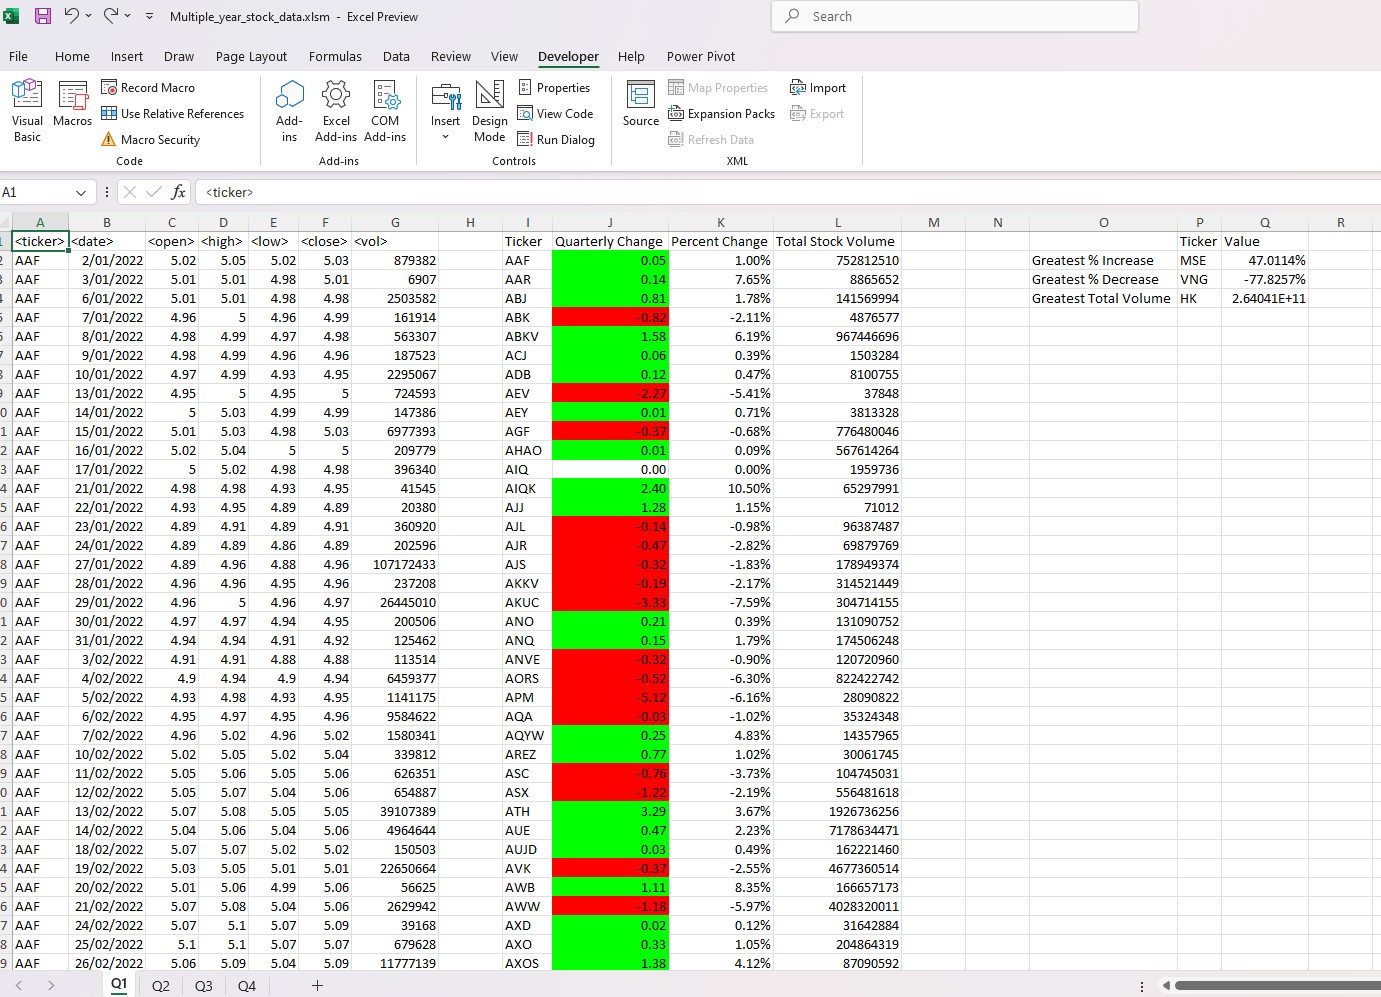 Multiple_year_stock_data.xlsm - Excel Preview
Search
File Home Insert Draw Page Layout Formulas Data Review View Developer Help Power Pivot
Visual Basic
Macros
Record Macro
Use Relative References
Macro Security
Code
Add-ins
Excel Add-ins
COM Add-ins
Add-ins
Insert
Design Mode
Properties
View Code
Run Dialog
Controls
Source
Map Properties
Expansion Packs
Refresh Data
Import
Export
XML
A1 fx <ticker>
A B C D E F G H I J K L M N O P Q R
<ticker> <date> <open> <high> <low> <close> <vol> Ticker Quarterly Change Percent Change Total Stock Volume Ticker Value
AAF 2/01/2022 5.02 5.05 5.02 5.03 879382 AAF 0.05 1.00% 752812510 Greatest % Increase MSE 47.0114%
AAF 3/01/2022 5.01 5.01 4.98 5.01 6907 AAR 0.14 7.65% 8865652 Greatest % Decrease VNG -77.8257%
AAF 6/01/2022 5.01 5.01 4.98 4.98 2503582 ABJ 0.81 1.78% 141569994 Greatest Total Volume HK 2.64041E+11
AAF 7/01/2022 4.96 5 4.96 4.99 161914 ABK -0.82 -2.11% 4876577
AAF 8/01/2022 4.98 4.99 4.97 4.98 563307 ABKV 1.58 6.19% 967446696
AAF 9/01/2022 4.98 4.99 4.96 4.96 187523 ACJ 0.06 0.39% 1503284
AAF 10/01/2022 4.97 4.99 4.93 4.95 2295067 ADB 0.12 0.47% 8100755
AAF 13/01/2022 4.95 5 4.95 5 724593 AEV -2.27 -5.41% 37848
AAF 14/01/2022 5 5.03 4.99 4.99 147386 AEY 0.01 0.71% 3813328
AAF 15/01/2022 5.01 5.03 4.98 5.03 6977393 AGF -0.37 -0.68% 776480046
AAF 16/01/2022 5.02 5.04 5 5 209779 AHAO 0.01 0.09% 567614264
AAF 17/01/2022 5 5.02 4.98 4.98 396340 AIQ 0.00 0.00% 1959736
AAF 21/01/2022 4.98 4.98 4.93 4.95 41545 AIQK 2.40 10.50% 65297991
AAF 22/01/2022 4.93 4.95 4.89 4.89 20380 AJJ 1.28 1.15% 71012
AAF 23/01/2022 4.89 4.91 4.89 4.91 360920 AJL -0.14 -0.98% 96387487
AAF 24/01/2022 4.89 4.89 4.86 4.89 202596 AJR -0.47 -2.82% 69879769
AAF 27/01/2022 4.89 4.96 4.88 4.96 107172433 AJS -0.32 -1.83% 178949374
AAF 28/01/2022 4.96 4.96 4.95 4.96 237208 AKKV -0.19 -2.17% 314521449
AAF 29/01/2022 4.96 5 4.96 4.97 26445010 AKUC -3.33 -7.59% 304714155
AAF 30/01/2022 4.97 4.97 4.94 4.95 200506 ANO 0.21 0.39% 131090752
AAF 31/01/2022 4.94 4.94 4.91 4.92 125462 ANQ 0.15 1.79% 174506248
AAF 3/02/2022 4.91 4.91 4.88 4.88 113514 ANVE -0.32 -0.90% 120720960
AAF 4/02/2022 4.9 4.94 4.9 4.94 6459377 AORS -0.52 -6.30% 822422742
AAF 5/02/2022 4.93 4.98 4.93 4.95 1141175 APM -5.12 -6.16% 28090822
AAF 6/02/2022 4.95 4.97 4.95 4.96 9584622 AQA -0.03 -1.02% 35324348
AAF 7/02/2022 4.96 5.02 4.96 5.02 1580341 AQYW 0.25 4.83% 14357965
AAF 10/02/2022 5.02 5.05 5.02 5.04 339812 AREZ 0.77 1.02% 30061745
AAF 11/02/2022 5.05 5.06 5.05 5.06 626351 ASC -0.76 -3.73% 104745031
AAF 12/02/2022 5.05 5.07 5.04 5.06 654887 ASX -1.22 -2.19% 556481618
AAF 13/02/2022 5.07 5.08 5.05 5.05 39107389 ATH 3.29 3.67% 1926736256
AAF 14/02/2022 5.04 5.06 5.04 5.06 4964644 AUE 0.47 2.23% 7178634471
AAF 18/02/2022 5.07 5.07 5.02 5.02 150503 AUJD 0.03 0.49% 162221460
AAF 19/02/2022 5.03 5.05 5.01 5.01 22650664 AVK -0.37 -2.55% 4677360514
AAF 20/02/2022 5.01 5.06 4.99 5.06 56625 AWB 1.11 8.35% 166657173
AAF 21/02/2022 5.07 5.08 5.04 5.06 2629942 AWW -1.18 -5.97% 4028320011
AAF 24/02/2022 5.07 5.1 5.07 5.09 39168 AXD 0.02 0.12% 31642884
AAF 25/02/2022 5.1 5.1 5.07 5.07 679628 AXO 0.33 1.05% 204864319
AAF 26/02/2022 5.06 5.09 5.04 5.09 11777139 AXOS 1.38 4.12% 87090592
Q1 Q2 Q3 Q4 +